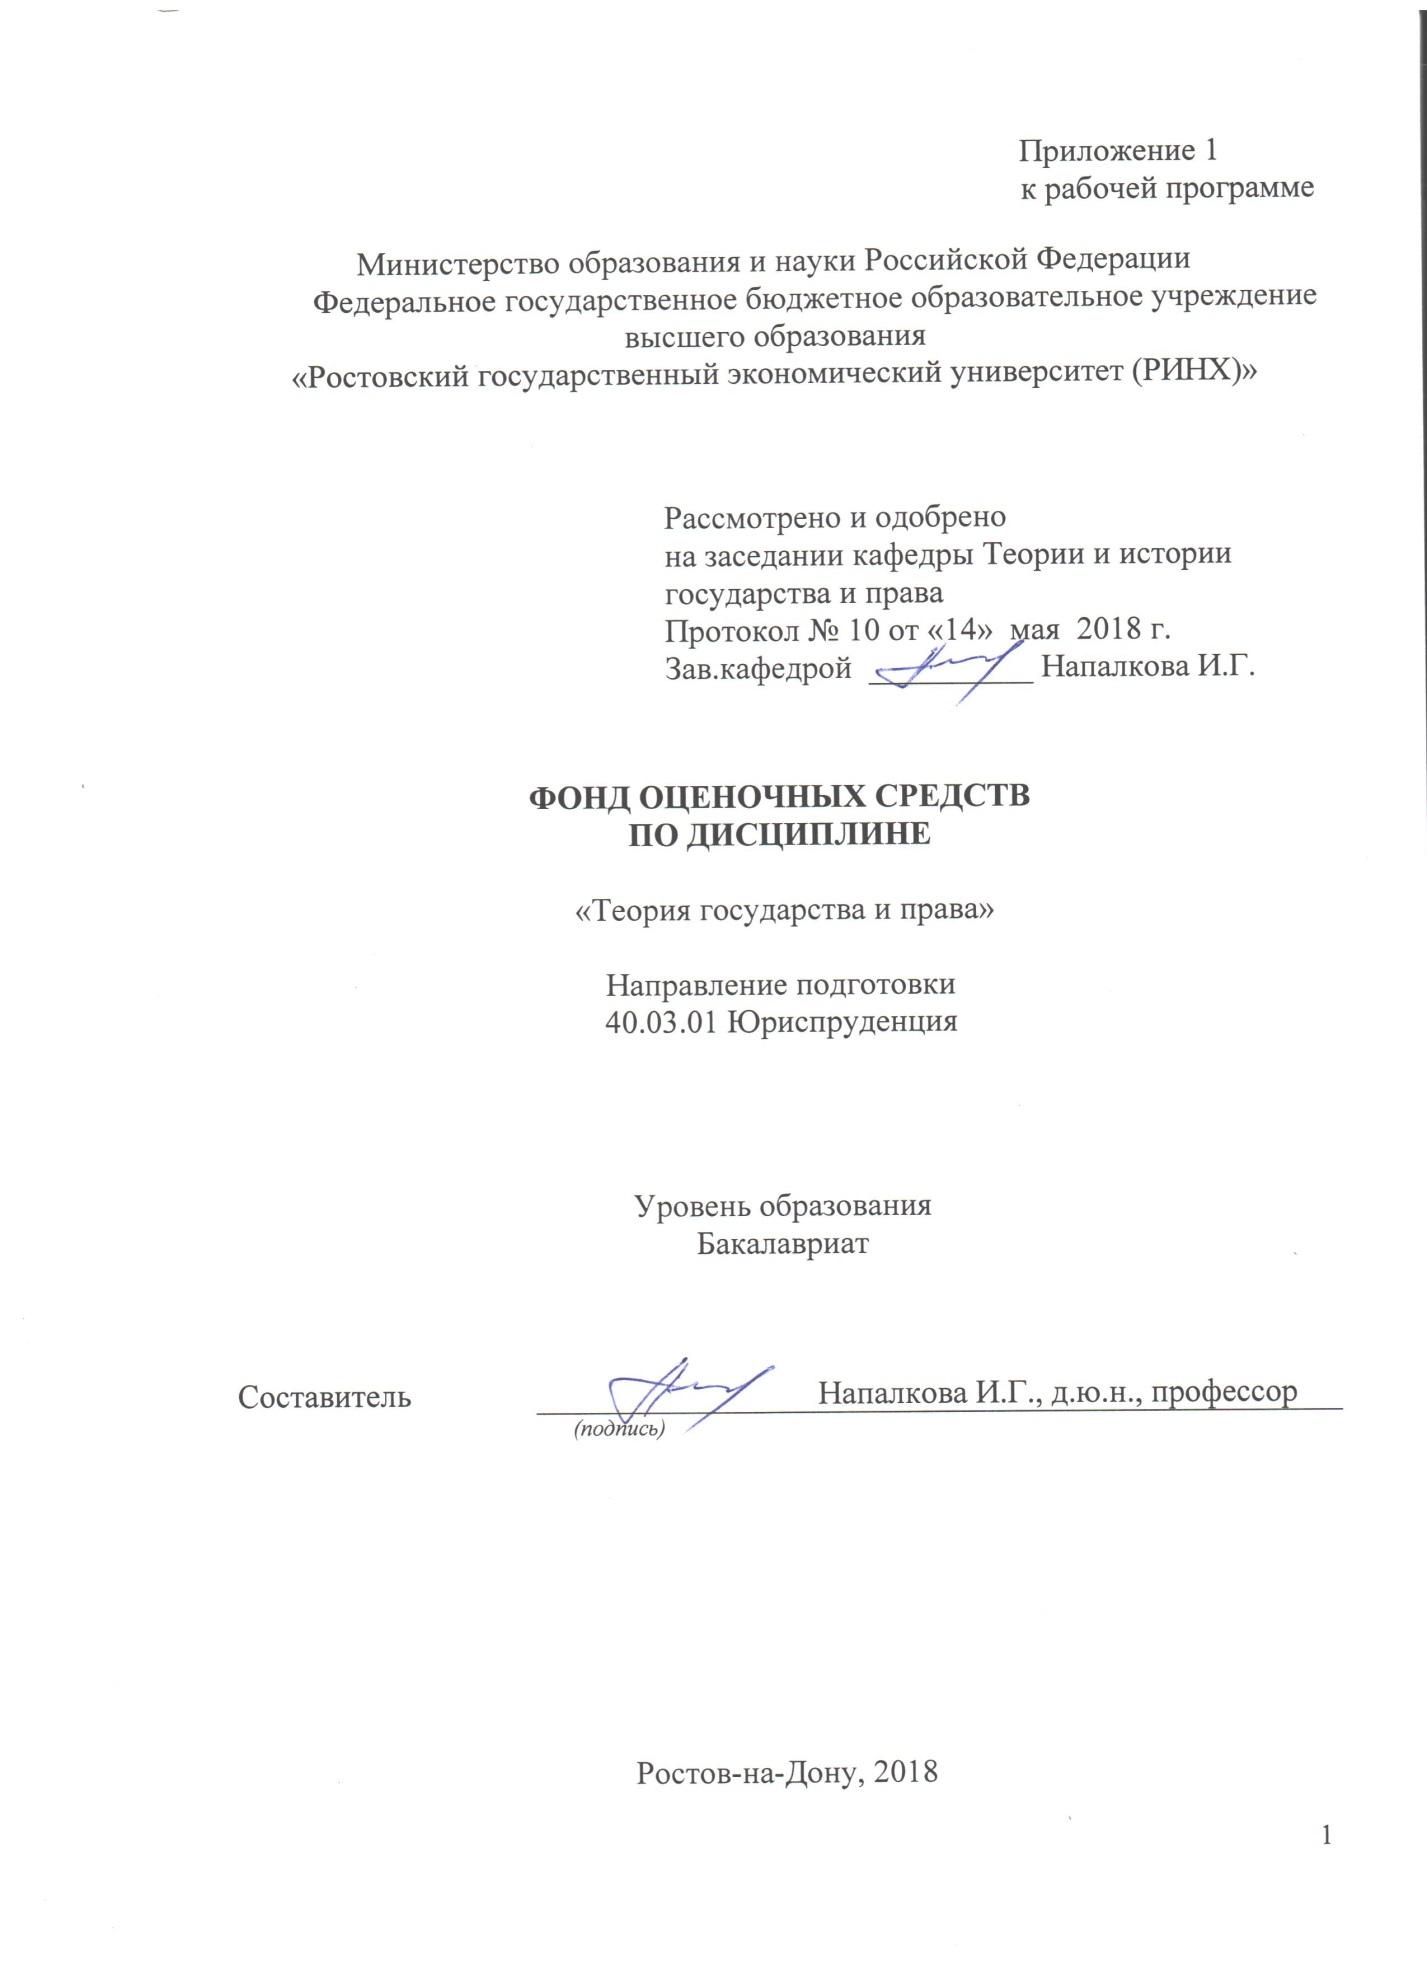 Приложение 1
к рабочей программе
Министерство образования и науки Российской Федерации
Федеральное государственное бюджетное образовательное учреждение
высшего образования
«Ростовский государственный экономический университет (РИНХ)»
Рассмотрено и одобрено
на заседании кафедры Теории и истории
государства и права
Протокол № 10 от «14» мая 2018 г.
Зав.кафедрой ___________ Напалкова И.Г.
ФОНД ОЦЕНОЧНЫХ СРЕДСТВ
ПО ДИСЦИПЛИНЕ
«Теория государства и права»
Направление подготовки
40.03.01 Юриспруденция
Уровень образования
Бакалавриат
Составитель Напалкова И.Г., д.ю.н., профессор
(подпись)
Ростов-на-Дону, 2018
1